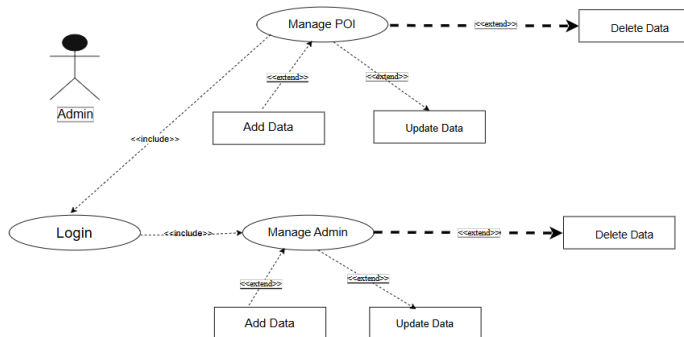 Manage POI
<<extend>>
Delete Data
<<extend>>
<<extend>>
Admin
Add Data
Update Data
<<include>>
Login
<<include>>
Manage Admin
<<extend>>
Delete Data
<<extend>>
<<extend>>
Add Data
Update Data